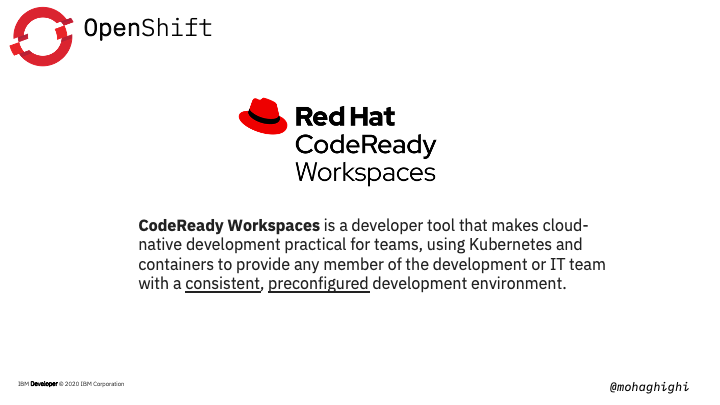 OpenShift
Red Hat
CodeReady
Workspaces
CodeReady Workspaces is a developer tool that makes cloud-
native development practical for teams, using Kubernetes and
containers to provide any member of the development or IT team
with a consistent, preconfigured development environment.
IBM Developer © 2020 IBM Corporation
@mohaghighi